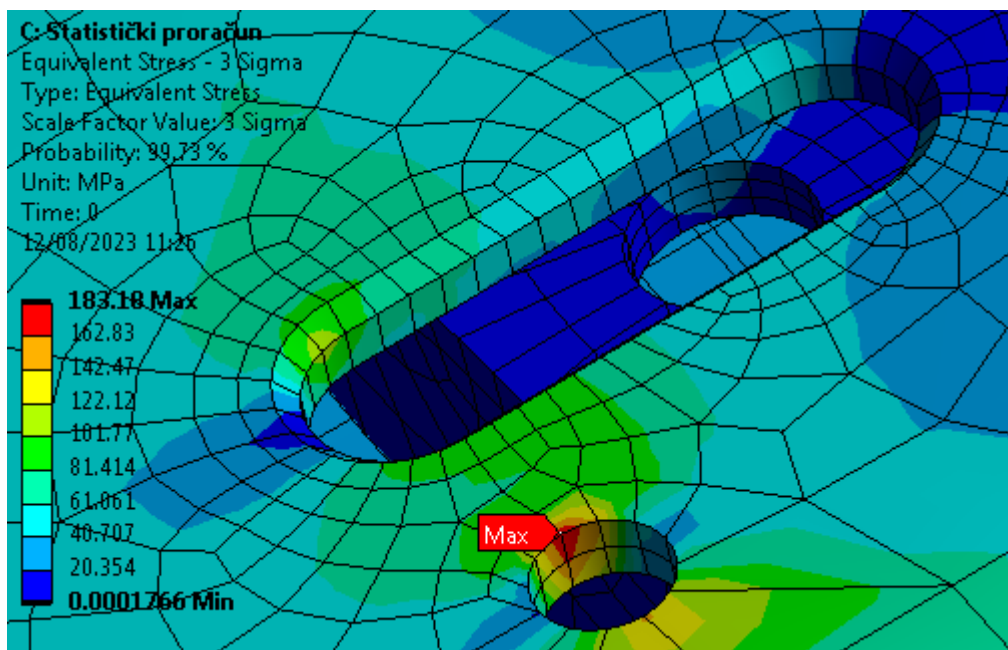 C: Statistički proračun
Equivalent Stress - 3 Sigma
Type: Equivalent Stress
Scale Factor Value: 3 Sigma
Probability: 99.73 %
Unit: MPa
Time: 0
12/08/2023 11:26
183.18 Max
162.83
142.47
122.12
101.77
81.414
61.061
40.707
20.354
0.0001766 Min
Max